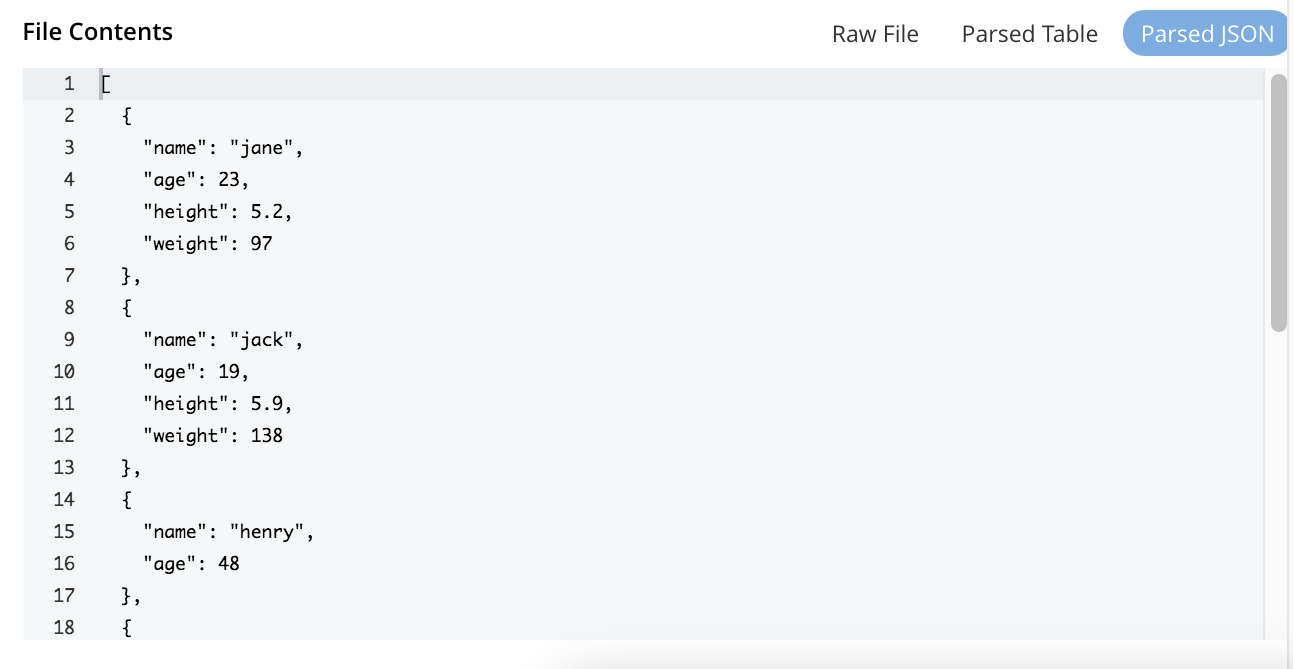 File Contents
Raw File Parsed Table Parsed JSON
1 [
2   {
3     "name": "jane",
4     "age": 23,
5     "height": 5.2,
6     "weight": 97
7   },
8   {
9     "name": "jack",
10     "age": 19,
11     "height": 5.9,
12     "weight": 138
13   },
14   {
15     "name": "henry",
16     "age": 48
17   },
18   {